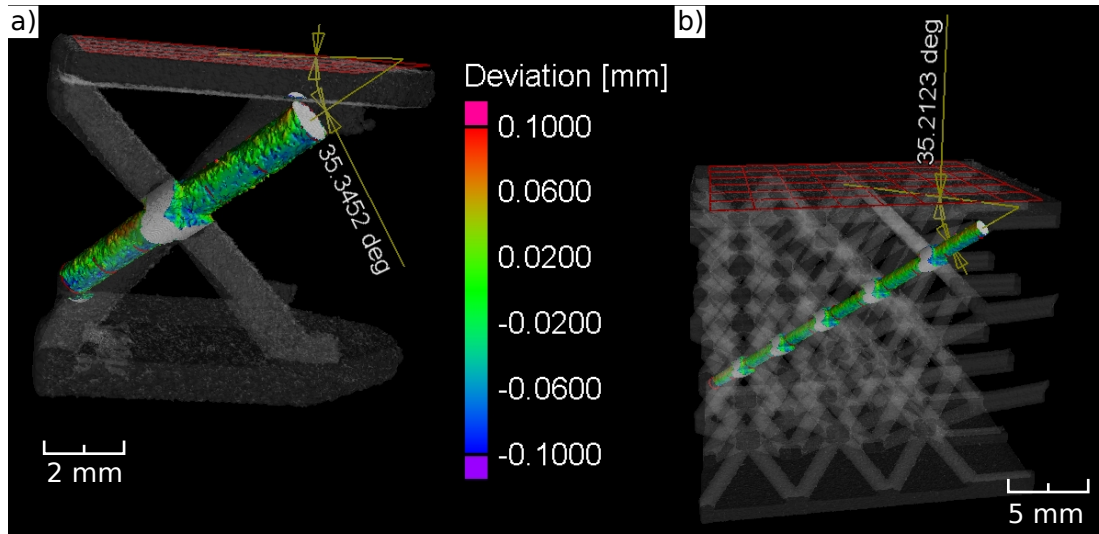 a)
35.3452 deg
2 mm
Deviation [mm]
0.1000
0.0600
0.0200
-0.0200
-0.0600
-0.1000
b)
35.2123 deg
5 mm